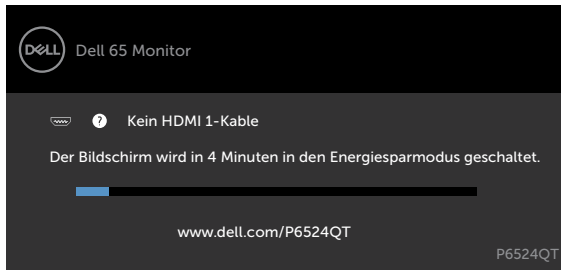 DELL Dell 65 Monitor
? Kein HDMI 1-Kable
Der Bildschirm wird in 4 Minuten in den Energiesparmodus geschaltet.
www.dell.com/P6524QT
P6524QT